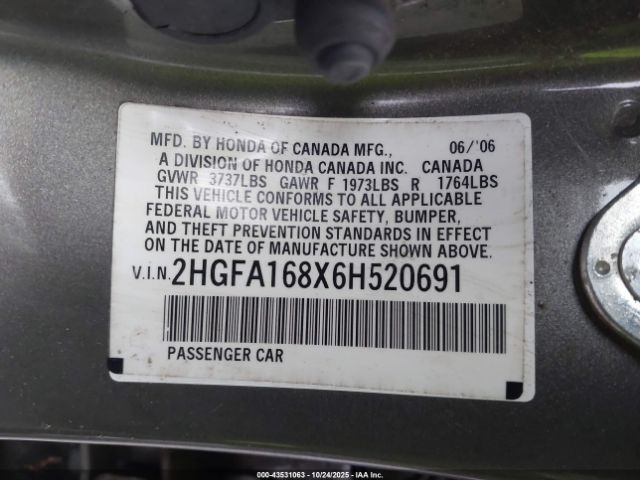 MFD. BY HONDA OF CANADA MFG., 06/'06
A DIVISION OF HONDA CANADA INC. CANADA
GVWR 3737LBS GAWR F 1973LBS R 1764LBS
THIS VEHICLE CONFORMS TO ALL APPLICABLE
FEDERAL MOTOR VEHICLE SAFETY, BUMPER,
AND THEFT PREVENTION STANDARDS IN EFFECT
ON THE DATE OF MANUFACTURE SHOWN ABOVE.
V.I.N. 2HGFA168X6H520691
PASSENGER CAR
00-43531063 - 10/24/2025 - IAA Inc.